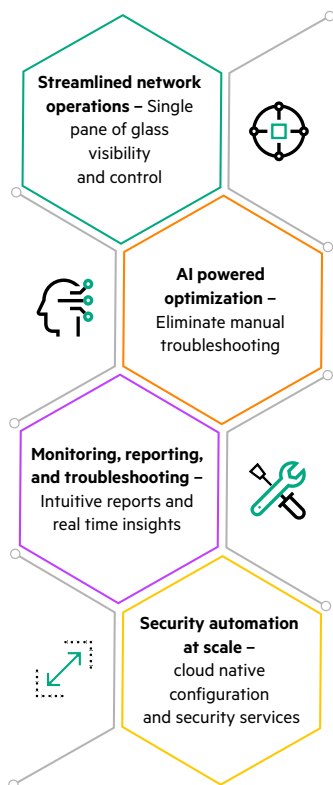 Streamlined network
operations – Single
pane of glass
visibility
and control
AI powered
optimization –
Eliminate manual
troubleshooting
Monitoring, reporting,
and troubleshooting –
Intuitive reports and
real time insights
Security automation
at scale –
cloud native
configuration
and security services